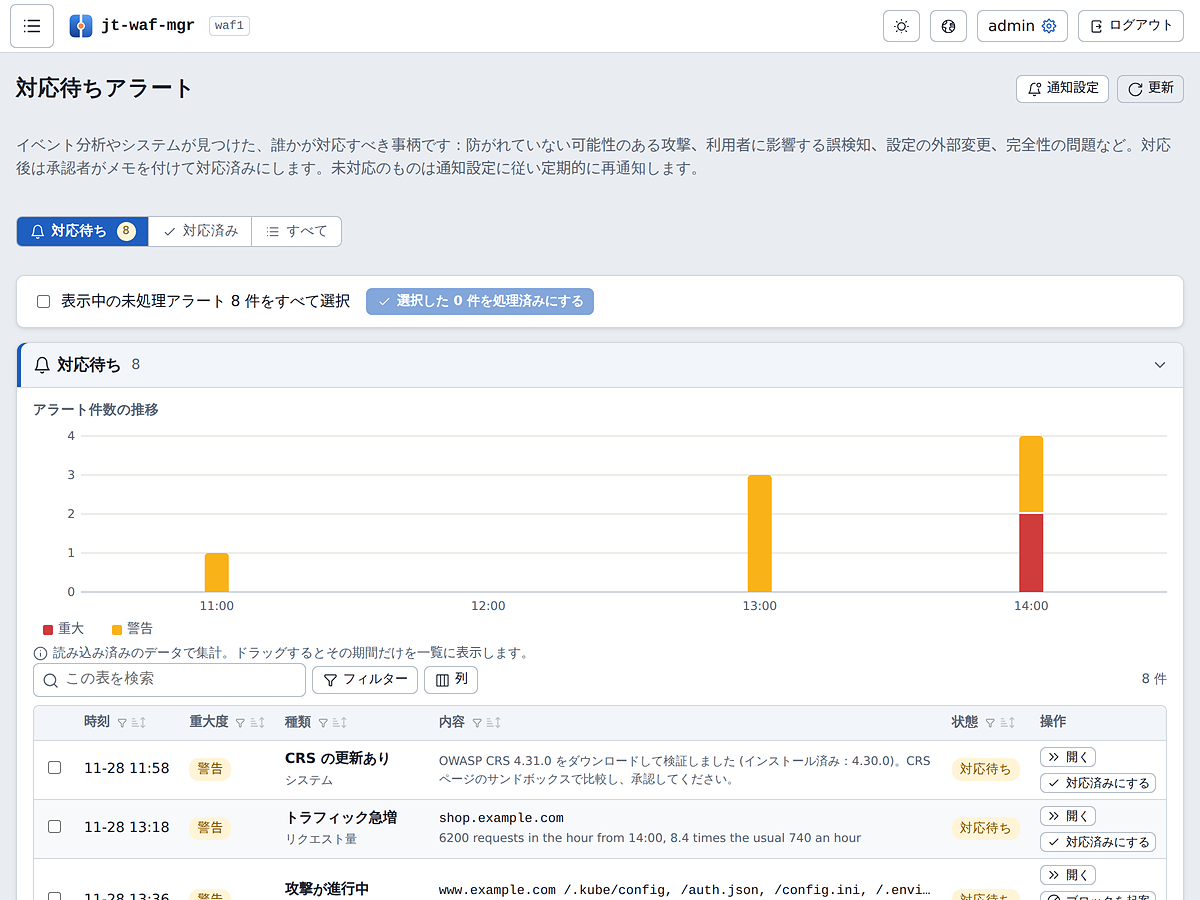 jt-waf-mgr waf1 admin ログアウト
対応待ちアラート
通知設定 更新
イベント分析やシステムが見つけた、誰かが対応すべき事柄です：防がれていない可能性のある攻撃、利用者に影響する誤検知、設定の外部変更、完全性の問題など。対応
後は承認者がメモを付けて対応済みにします。未対応のものは通知設定に従い定期的に再通知します。
対応待ち 8 対応済み すべて
表示中の未処理アラート 8 件をすべて選択 選択した 0 件を処理済みにする
対応待ち 8
アラート件数の推移
4
3
2
1
0
11:00 12:00 13:00 14:00
重大 警告
読み込み済みのデータで集計。ドラッグするとその期間だけを一覧に表示します。
この表を検索 フィルター 列 8 件
時刻 重大度 種類 内容 状態 操作
11-28 11:58 警告 CRS の更新あり
システム
OWASP CRS 4.31.0 をダウンロードして検証しました (インストール済み：4.30.0)。CRS
ページのサンドボックスで比較し、承認してください。
対応待ち 開く
対応済みにする
11-28 13:18 警告 トラフィック急増
リクエスト量
shop.example.com
6200 requests in the hour from 14:00, 8.4 times the usual 740 an hour
対応待ち 開く
対応済みにする
11-28 13:36 警告 攻撃が進行中
www.example.com /.kube/config, /auth.json, /config.ini, /.envi…
対応待ち 開く
ブロックを起案